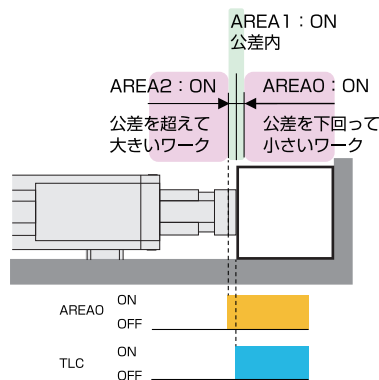 AREA1：ON
公差内
AREA2：ON
公差を超えて
大きいワーク
AREA0：ON
公差を下回って
小さいワーク
AREA0
ON
OFF
TLC
ON
OFF